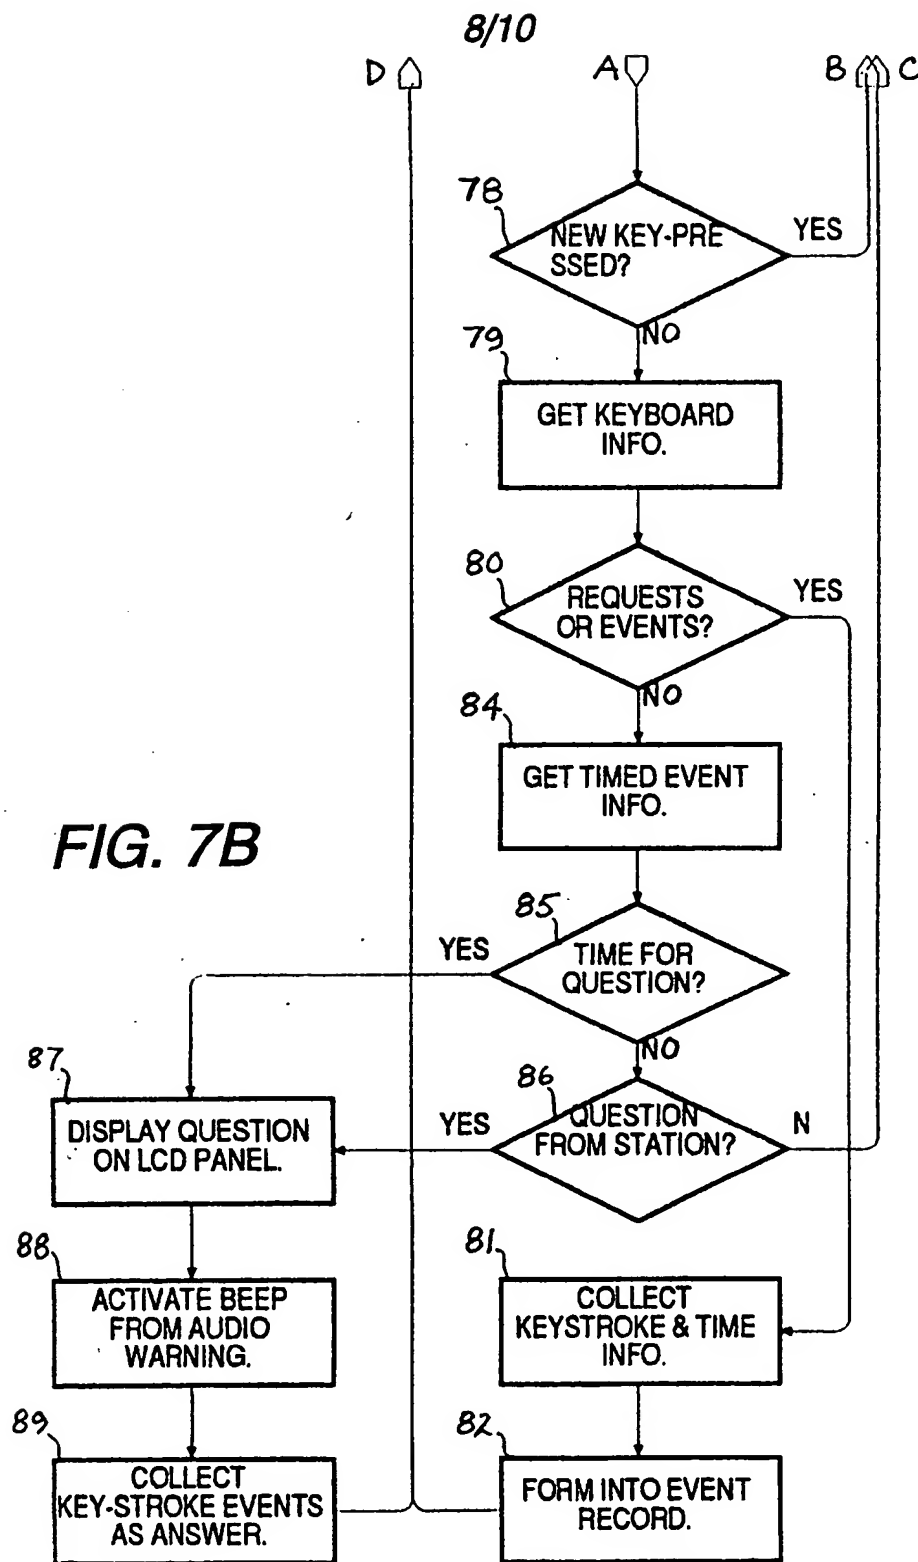 8/10
D
A
B
C
78
NEW KEY-PRE
SSED?
YES
NO
79
GET KEYBOARD
INFO.
80
REQUESTS
OR EVENTS?
YES
NO
84
GET TIMED EVENT
INFO.
FIG. 7B
85
YES
TIME FOR
QUESTION?
NO
86
QUESTION
FROM STATION?
YES
N
87
DISPLAY QUESTION
ON LCD PANEL.
88
ACTIVATE BEEP
FROM AUDIO
WARNING.
81
COLLECT
KEYSTROKE & TIME
INFO.
89
COLLECT
KEY-STROKE EVENTS
AS ANSWER.
82
FORM INTO EVENT
RECORD.